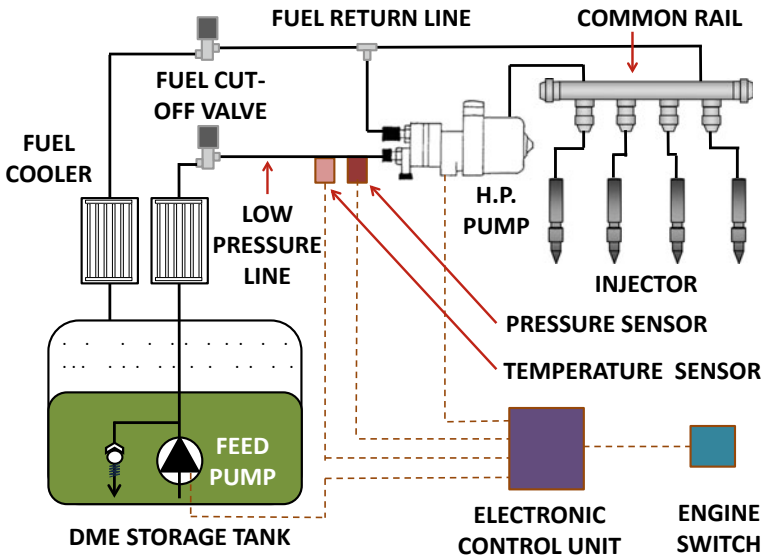 FUEL RETURN LINE
COMMON RAIL
FUEL CUT-
OFF VALVE
FUEL
COOLER
LOW
PRESSURE
LINE
H.P.
PUMP
INJECTOR
PRESSURE SENSOR
TEMPERATURE SENSOR
FEED
PUMP
DME STORAGE TANK
ELECTRONIC
CONTROL UNIT
ENGINE
SWITCH